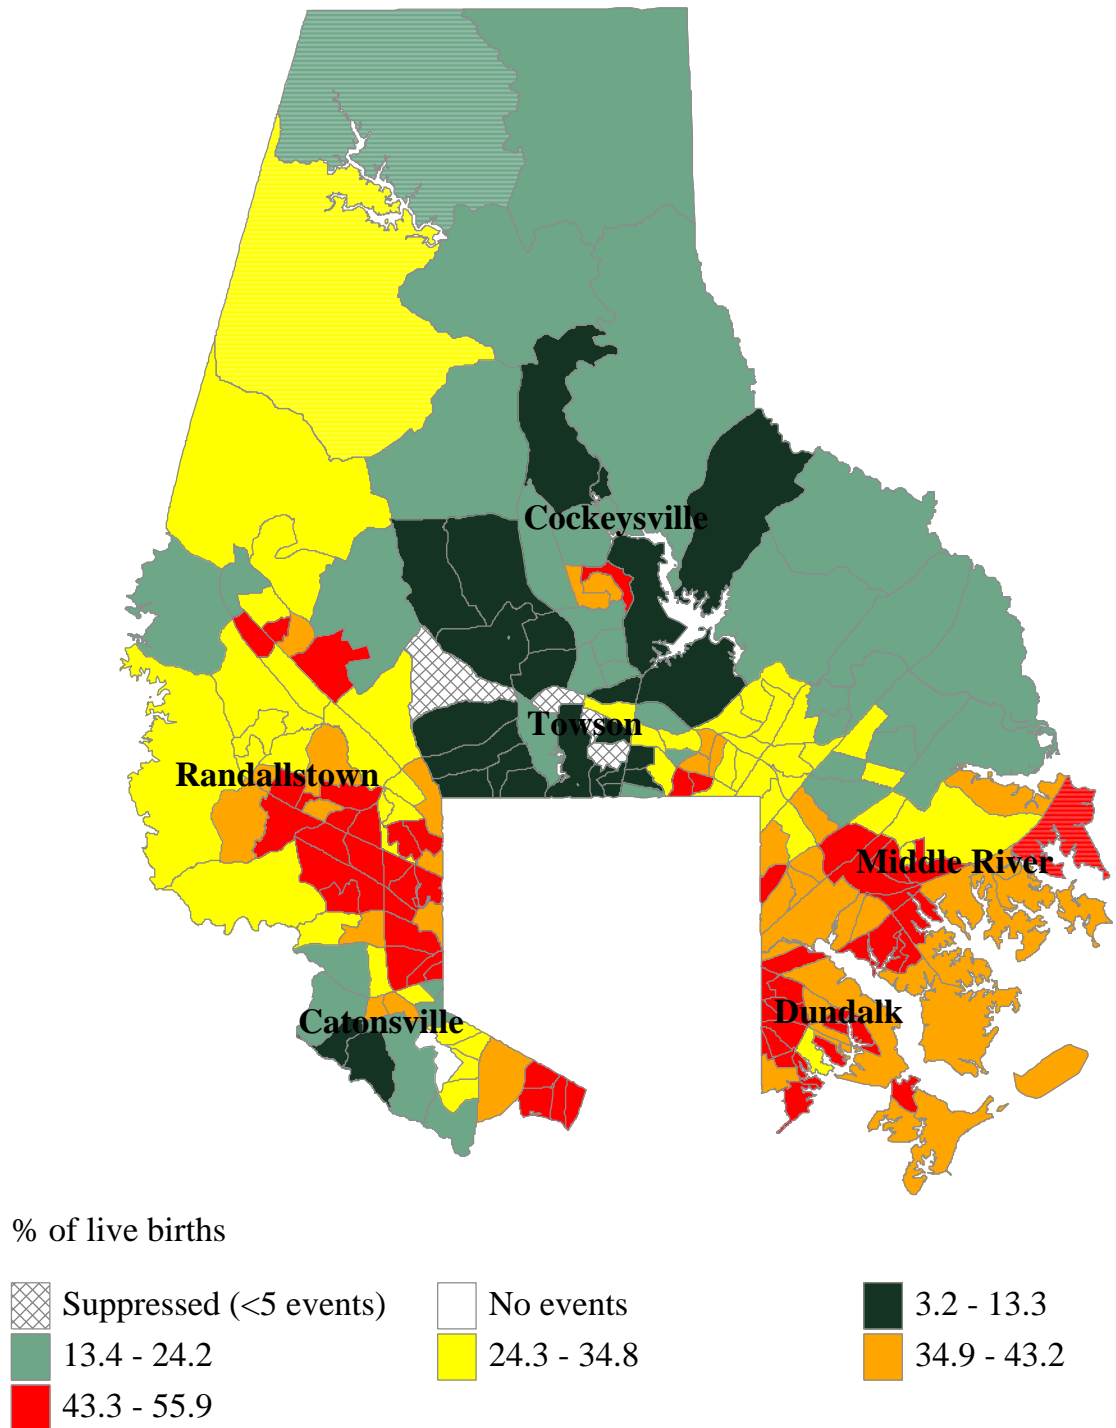 Cockeysville
Towson
Randallstown
Middle River
Dundalk
Catonsville
% of live births
Suppressed (<5 events) No events 3.2 - 13.3
13.4 - 24.2 24.3 - 34.8 34.9 - 43.2
43.3 - 55.9